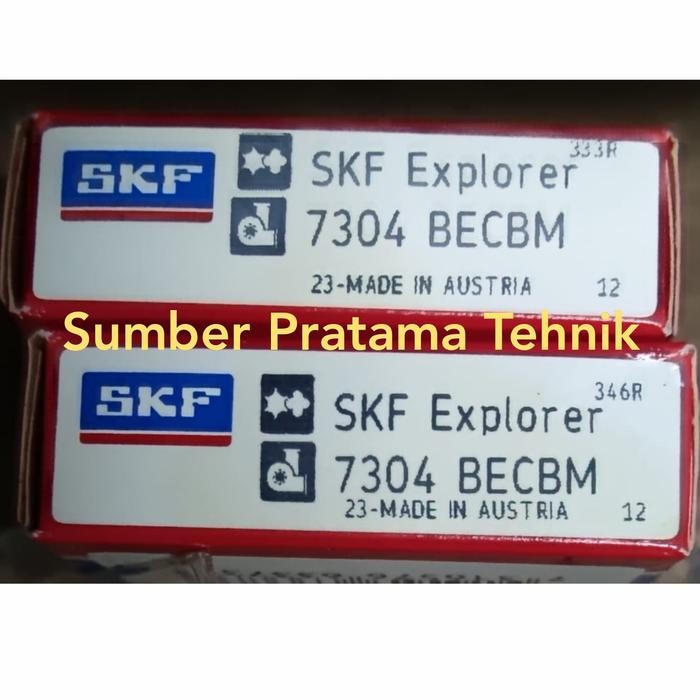 333R
SKF SKF Explorer
7304 BECBM
23-MADE IN AUSTRIA 12
Sumber Pratama Tehnik
346R
SKF SKF Explorer
7304 BECBM
23-MADE IN AUSTRIA 12